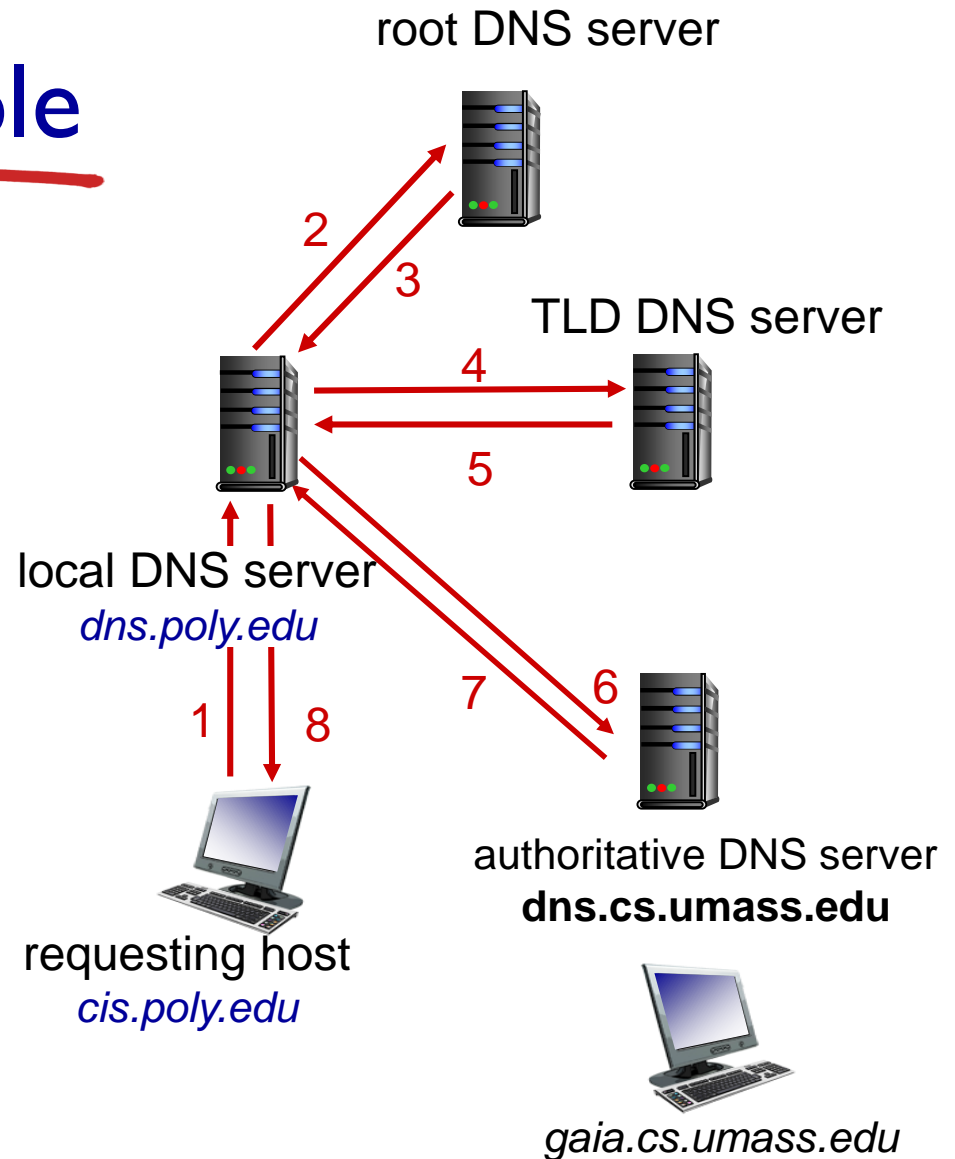 root DNS server
2
3
TLD DNS server
4
5
local DNS server
dns.poly.edu
7
6
1
8
authoritative DNS server
dns.cs.umass.edu
requesting host
cis.poly.edu
gaia.cs.umass.edu